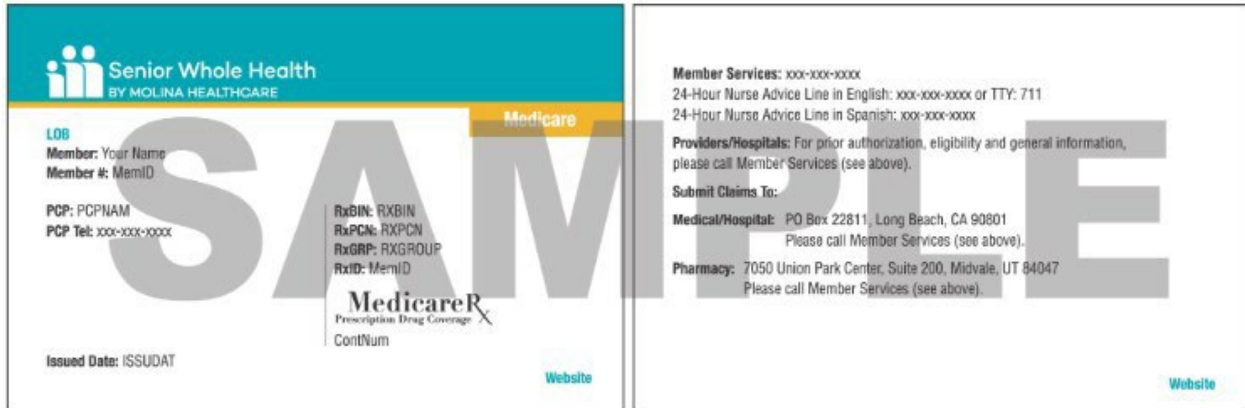 Senior Whole Health
BY MOLINA HEALTHCARE
Medicare
LOB
Member: Your Name
Member #: MemID
PCP: PCPNAM
PCP Tel: xxx-xxx-xxxx
RxBIN: RXBIN
RxPCN: RXPCN
RxGRP: RXGROUP
RxID: MemID
MedicareRx
Prescription Drug Coverage
ContNum
Issued Date: ISSUDAT
Website
Member Services: xxx-xxx-xxxx
24-Hour Nurse Advice Line in English: xxx-xxx-xxxx or TTY: 711
24-Hour Nurse Advice Line in Spanish: xxx-xxx-xxxx
Providers/Hospitals: For prior authorization, eligibility and general information,
please call Member Services (see above).
Submit Claims To:
Medical/Hospital: PO Box 22811, Long Beach, CA 90801
Please call Member Services (see above).
Pharmacy: 7050 Union Park Center, Suite 200, Midvale, UT 84047
Please call Member Services (see above).
Website
SAMPLE